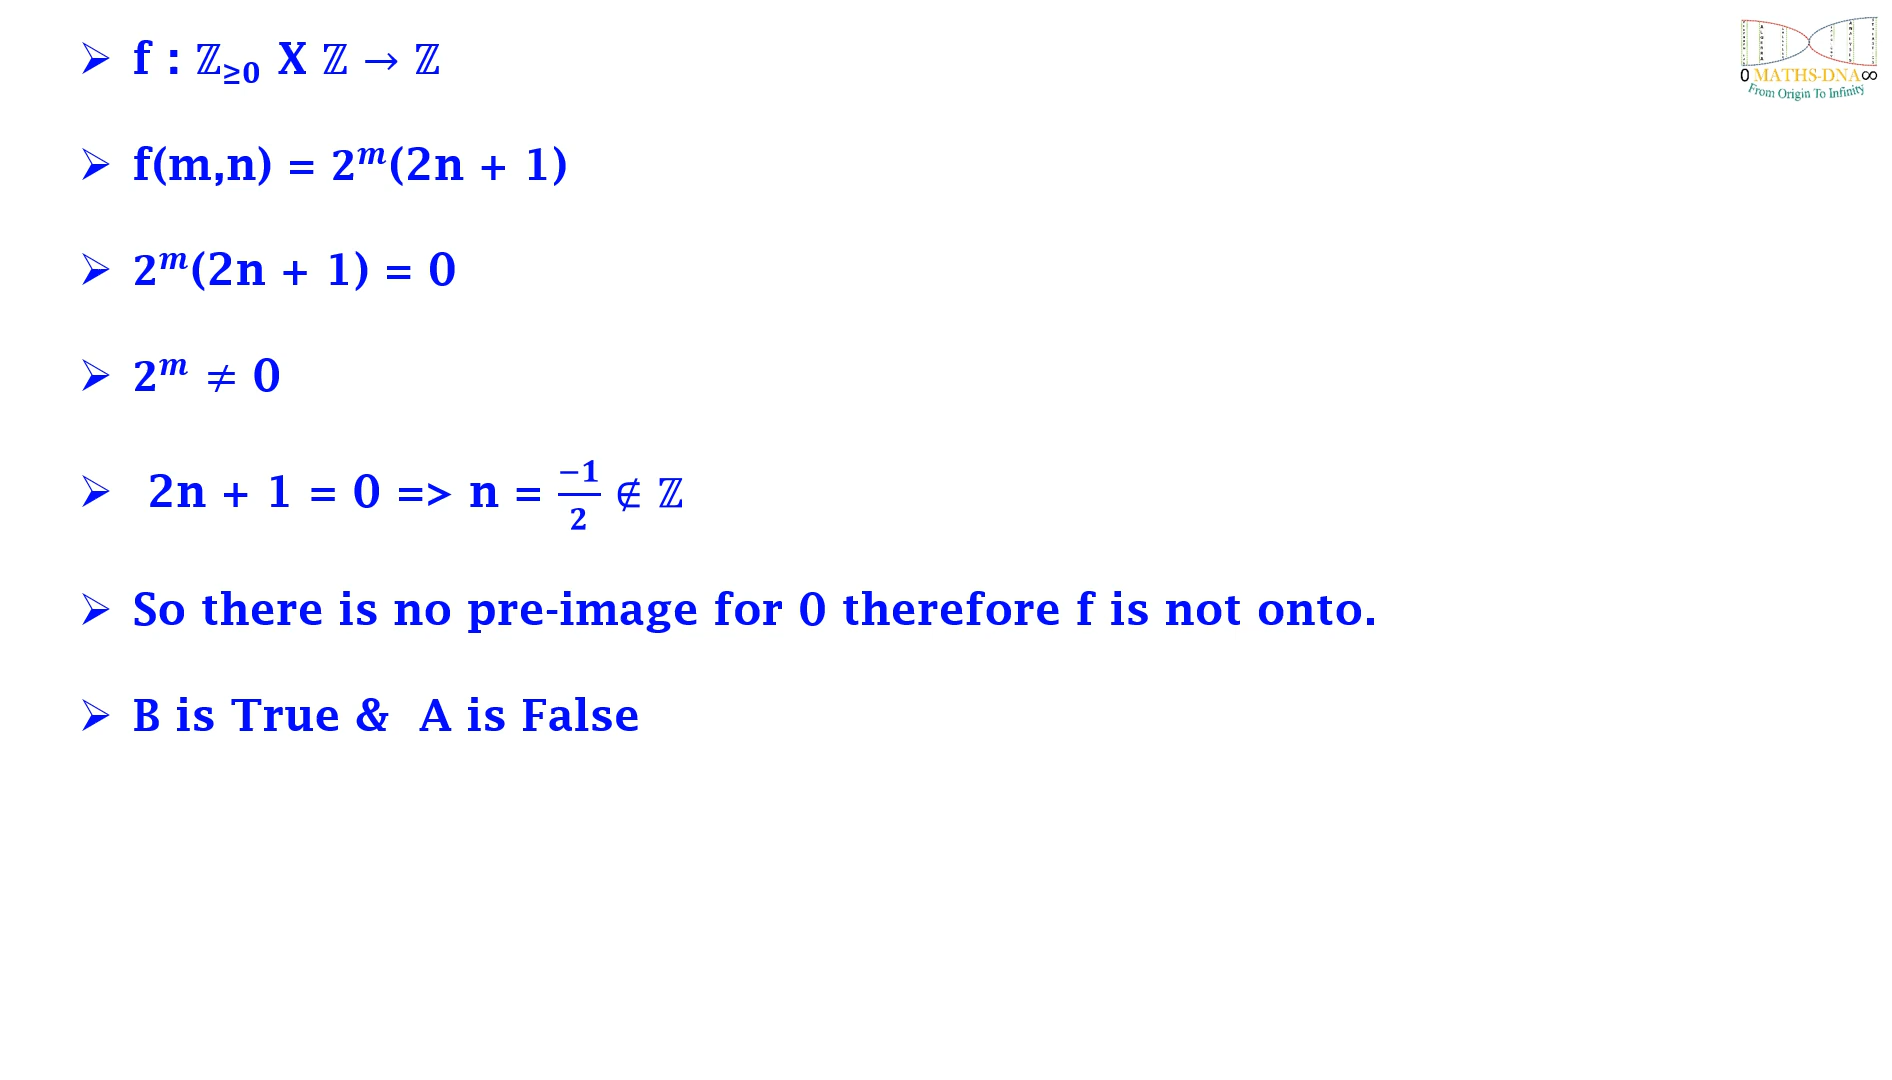 f : ℤ≥0 X ℤ → ℤ
0 MATHS-DNA∞
From Origin To Infinity
f(m,n) = 2^m(2n + 1)
2^m(2n + 1) = 0
2^m ≠ 0
2n + 1 = 0 => n = −1/2 ∉ ℤ
So there is no pre-image for 0 therefore f is not onto.
B is True & A is False